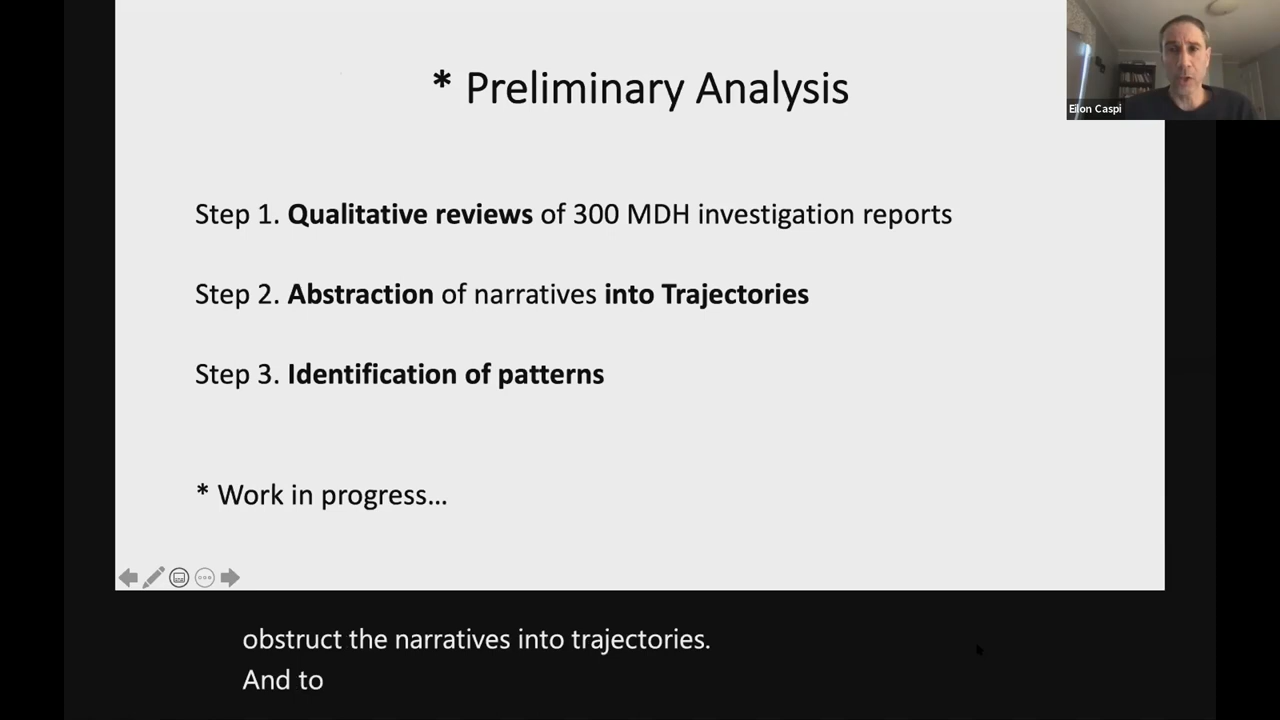 * Preliminary Analysis
Eilon Caspi
Step 1. Qualitative reviews of 300 MDH investigation reports
Step 2. Abstraction of narratives into Trajectories
Step 3. Identification of patterns
* Work in progress...
obstruct the narratives into trajectories.
And to